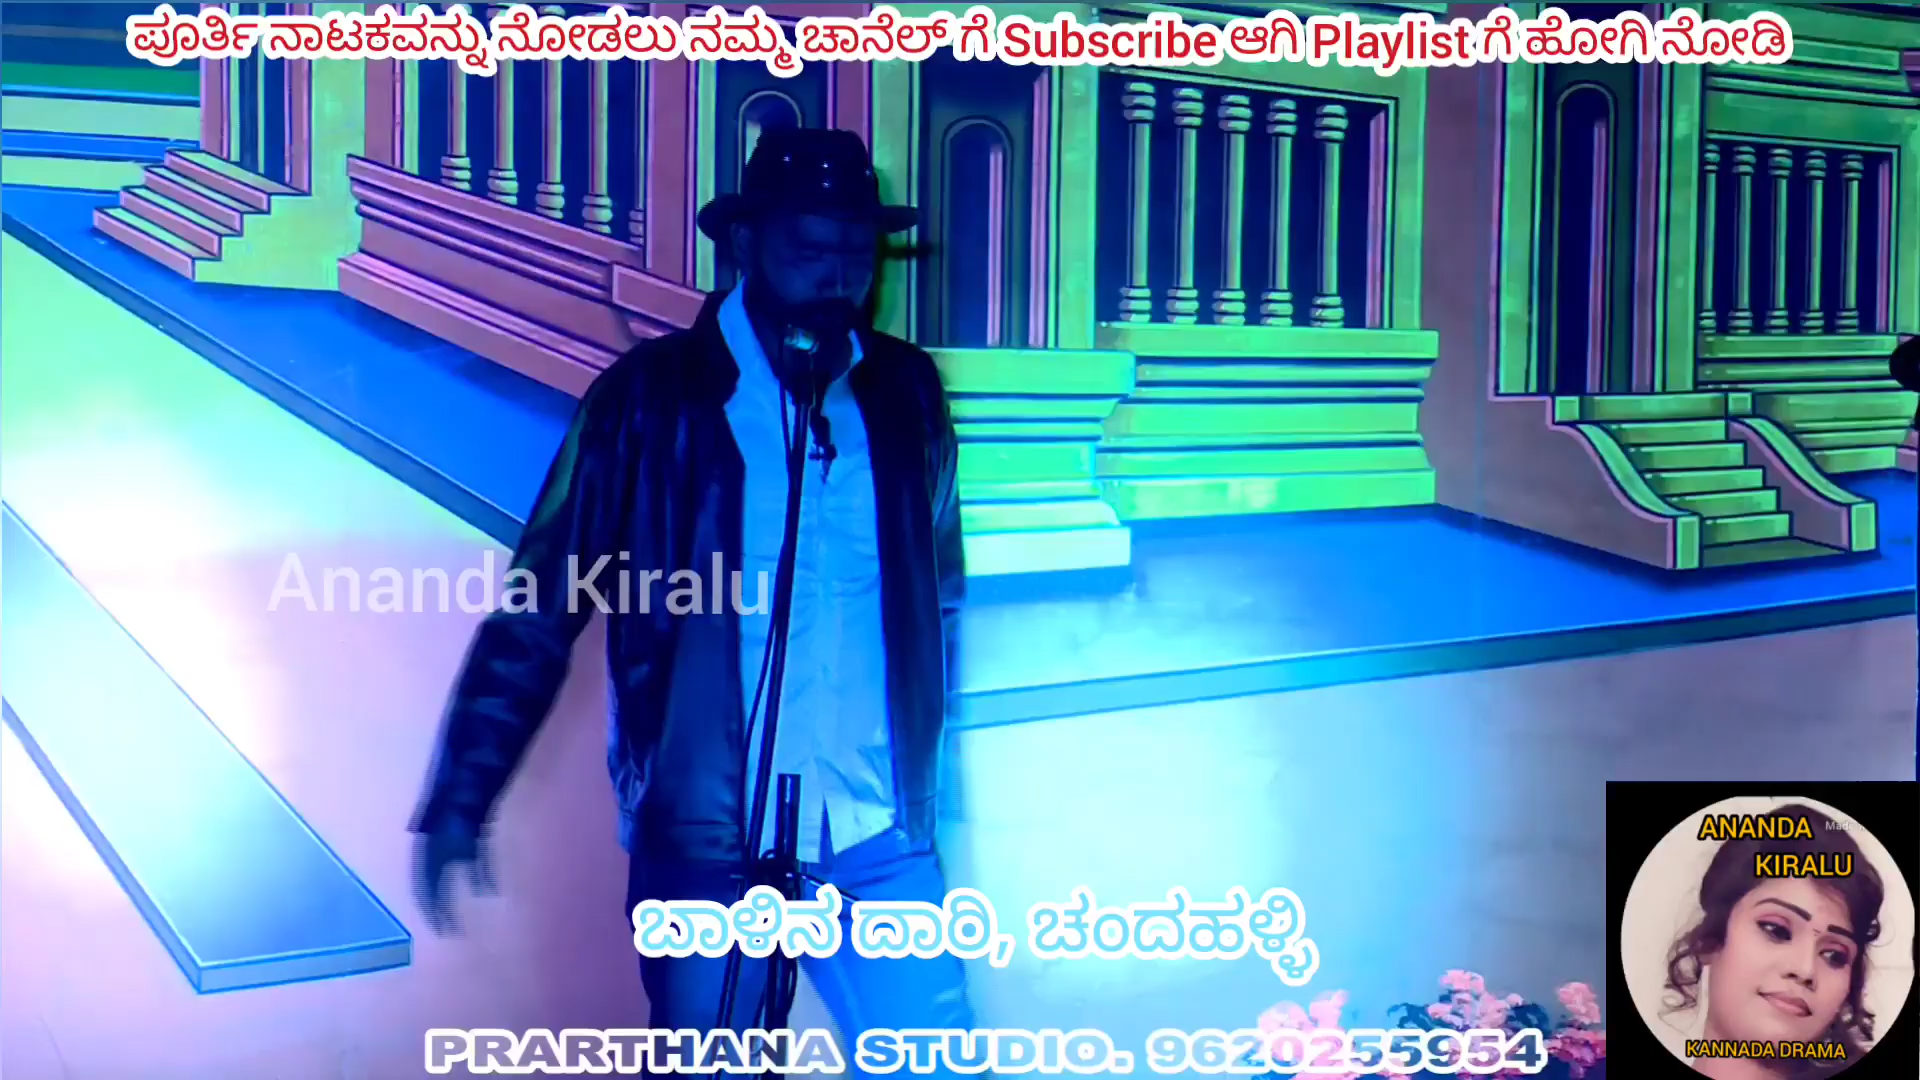 ಪೂರ್ತಿ ನಾಟಕವನ್ನು ನೋಡಲು ನಮ್ಮ ಚಾನೆಲ್ ಗೆ Subscribe ಆಗಿ Playlist ಗೆ ಹೋಗಿ ನೋಡಿ
Ananda Kiralu
ANANDA
KIRALU
ಬಾಳಿನ ದಾರಿ, ಚಂದಹಳ್ಳಿ
PRARTHANA STUDIO. 9620255954
KANNADA DRAMA